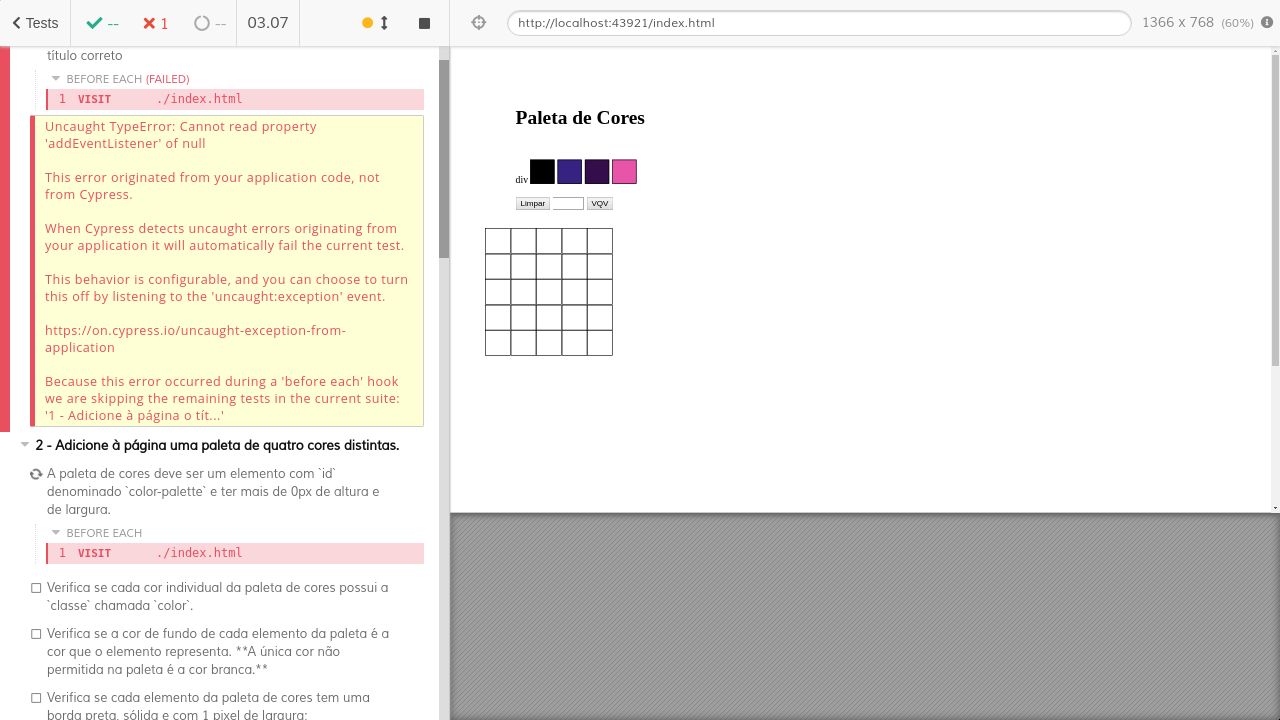 Tests
--
1
--
03.07
http://localhost:43921/index.html
1366 x 768 (60%)
título correto
BEFORE EACH (FAILED)
1 VISIT ./index.html
Uncaught TypeError: Cannot read property
'addEventListener' of null
This error originated from your application code, not
from Cypress.
When Cypress detects uncaught errors originating from
your application it will automatically fail the current test.
This behavior is configurable, and you can choose to turn
this off by listening to the 'uncaught:exception' event.
https://on.cypress.io/uncaught-exception-from-
application
Because this error occurred during a 'before each' hook
we are skipping the remaining tests in the current suite:
'1 - Adicione à página o tít...'
2 - Adicione à página uma paleta de quatro cores distintas.
A paleta de cores deve ser um elemento com `id`
denominado `color-palette` e ter mais de 0px de altura e
de largura.
BEFORE EACH
1 VISIT ./index.html
Verifica se cada cor individual da paleta de cores possui a
`classe` chamada `color`.
Verifica se a cor de fundo de cada elemento da paleta é a
cor que o elemento representa. **A única cor não
permitida na paleta é a cor branca.**
Verifica se cada elemento da paleta de cores tem uma
borda preta, sólida e com 1 pixel de largura;
Paleta de Cores
div
Limpar
VQV